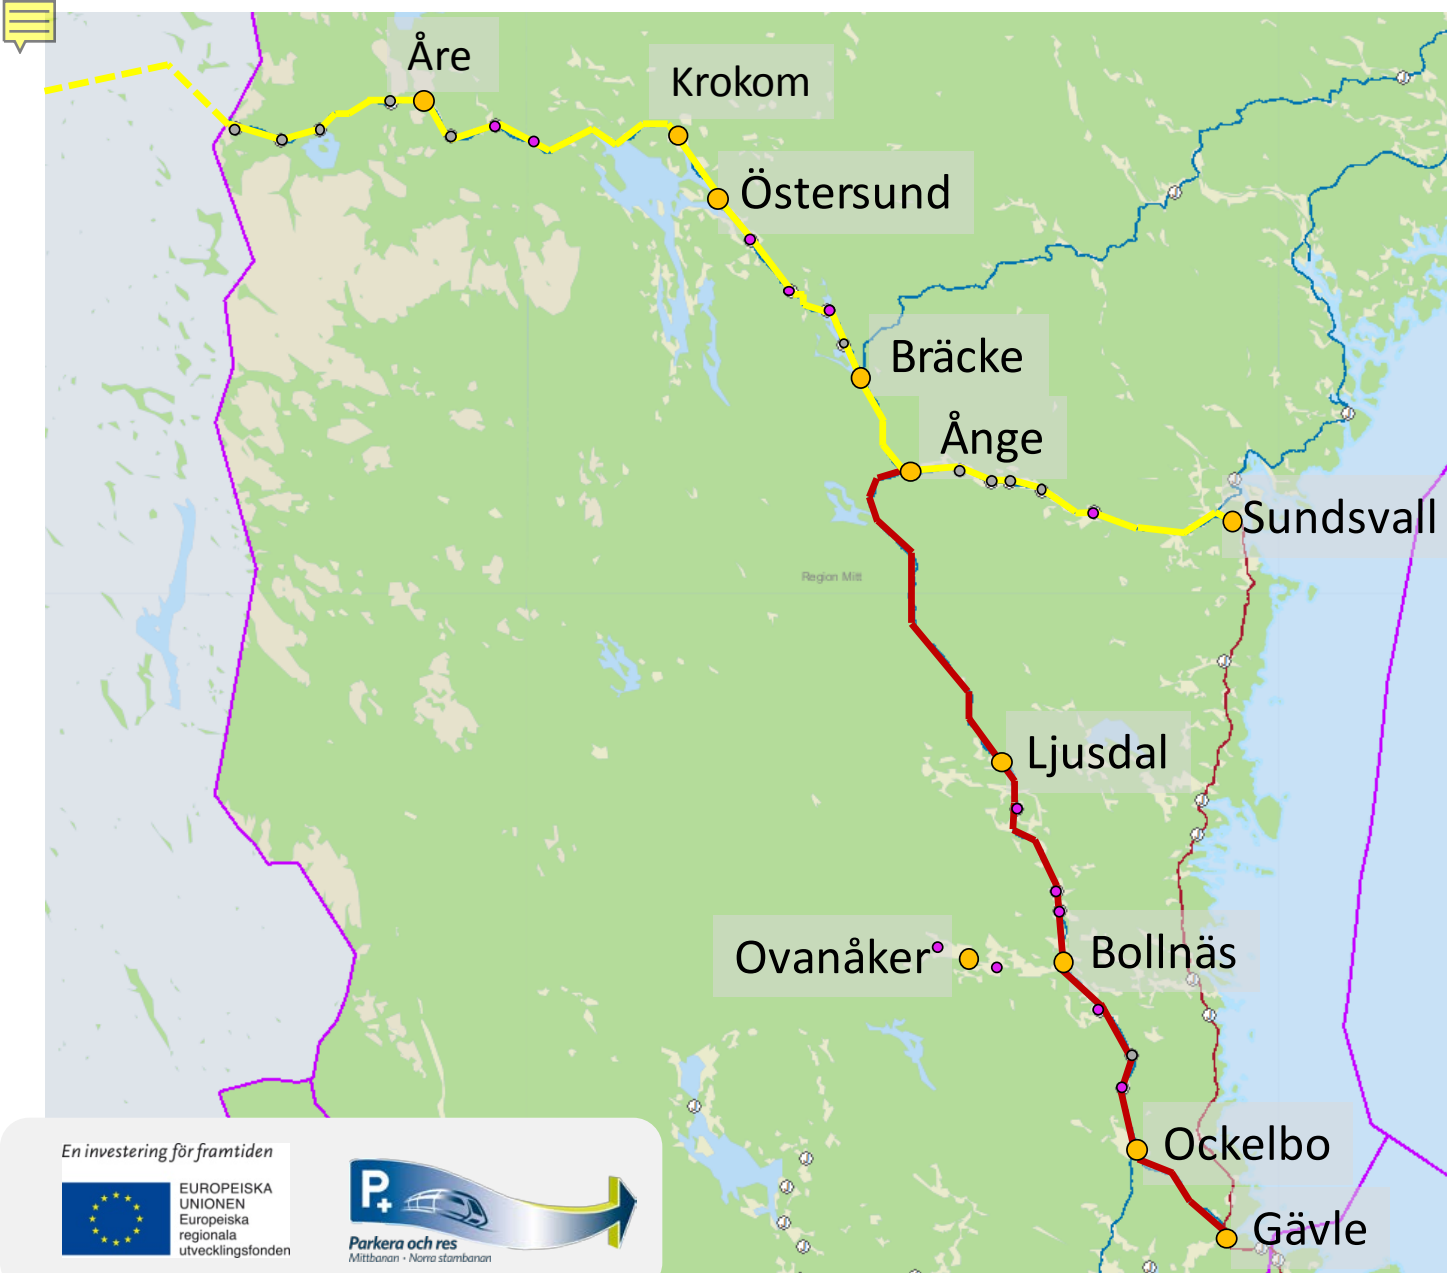 Åre
Krokom
Östersund
Bräcke
Ånge
Sundsvall
Region Mitt
Ljusdal
Ovanåker
Bollnäs
Ockelbo
Gävle
En investering för framtiden
EUROPEISKA
UNIONEN
Europeiska
regionala
utvecklingsfonden
P+
Parkera och res
Mittbanan • Norra stambanan